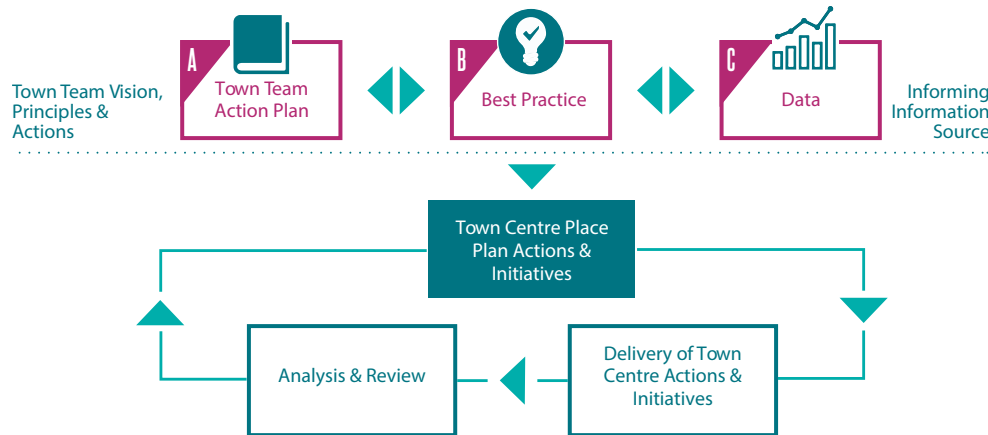 Town Team Vision,
Principles &
Actions
A
Town Team
Action Plan
B
Best Practice
C
Data
Informing
Information
Source
Town Centre Place
Plan Actions &
Initiatives
Analysis & Review
Delivery of Town
Centre Actions &
Initiatives